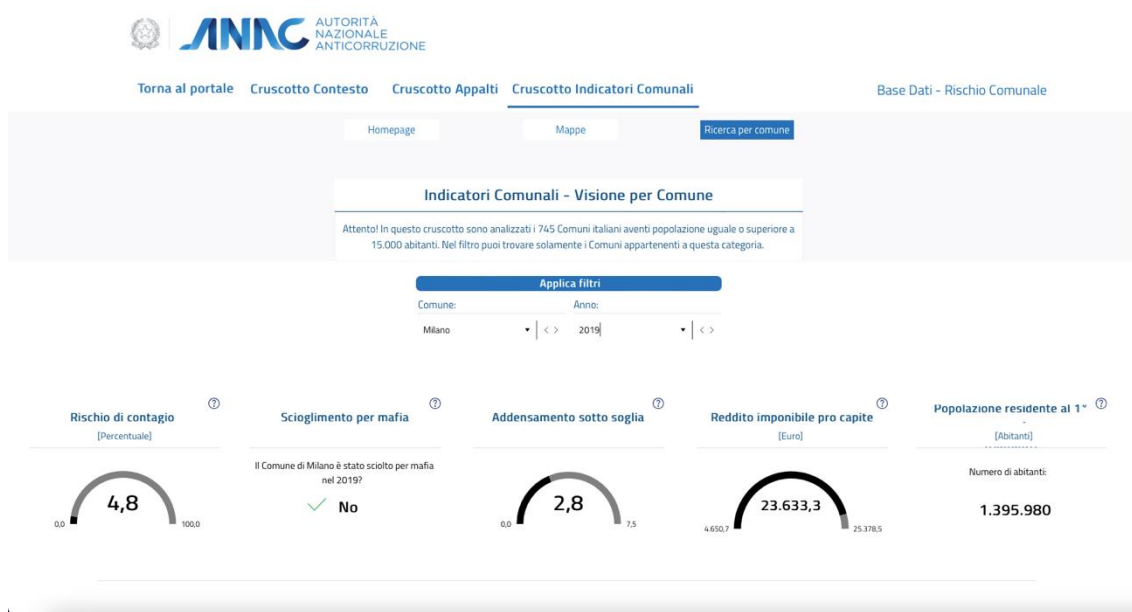 ANAC
AUTORITÀ
NAZIONALE
ANTICORRUZIONE
Torna al portale Cruscotto Contesto Cruscotto Appalti Cruscotto Indicatori Comunali Base Dati - Rischio Comunale
Homepage Mappe Ricerca per comune
Indicatori Comunali - Visione per Comune
Attento! In questo cruscotto sono analizzati i 745 Comuni italiani aventi popolazione uguale o superiore a
15.000 abitanti. Nel filtro puoi trovare solamente i Comuni appartenenti a questa categoria.
Applica filtri
Comune: Anno:
Milano 2019
Rischio di contagio
[Percentuale]
4,8
0,0 100,0
Scioglimento per mafia
Il Comune di Milano è stato sciolto per mafia
nel 2019?
No
Addensamento sotto soglia
2,8
0,0 7,5
Reddito imponibile pro capite
[Euro]
23.633,3
4.650,7 25.378,5
Popolazione residente al 1°
[Abitanti]
Numero di abitanti:
1.395.980